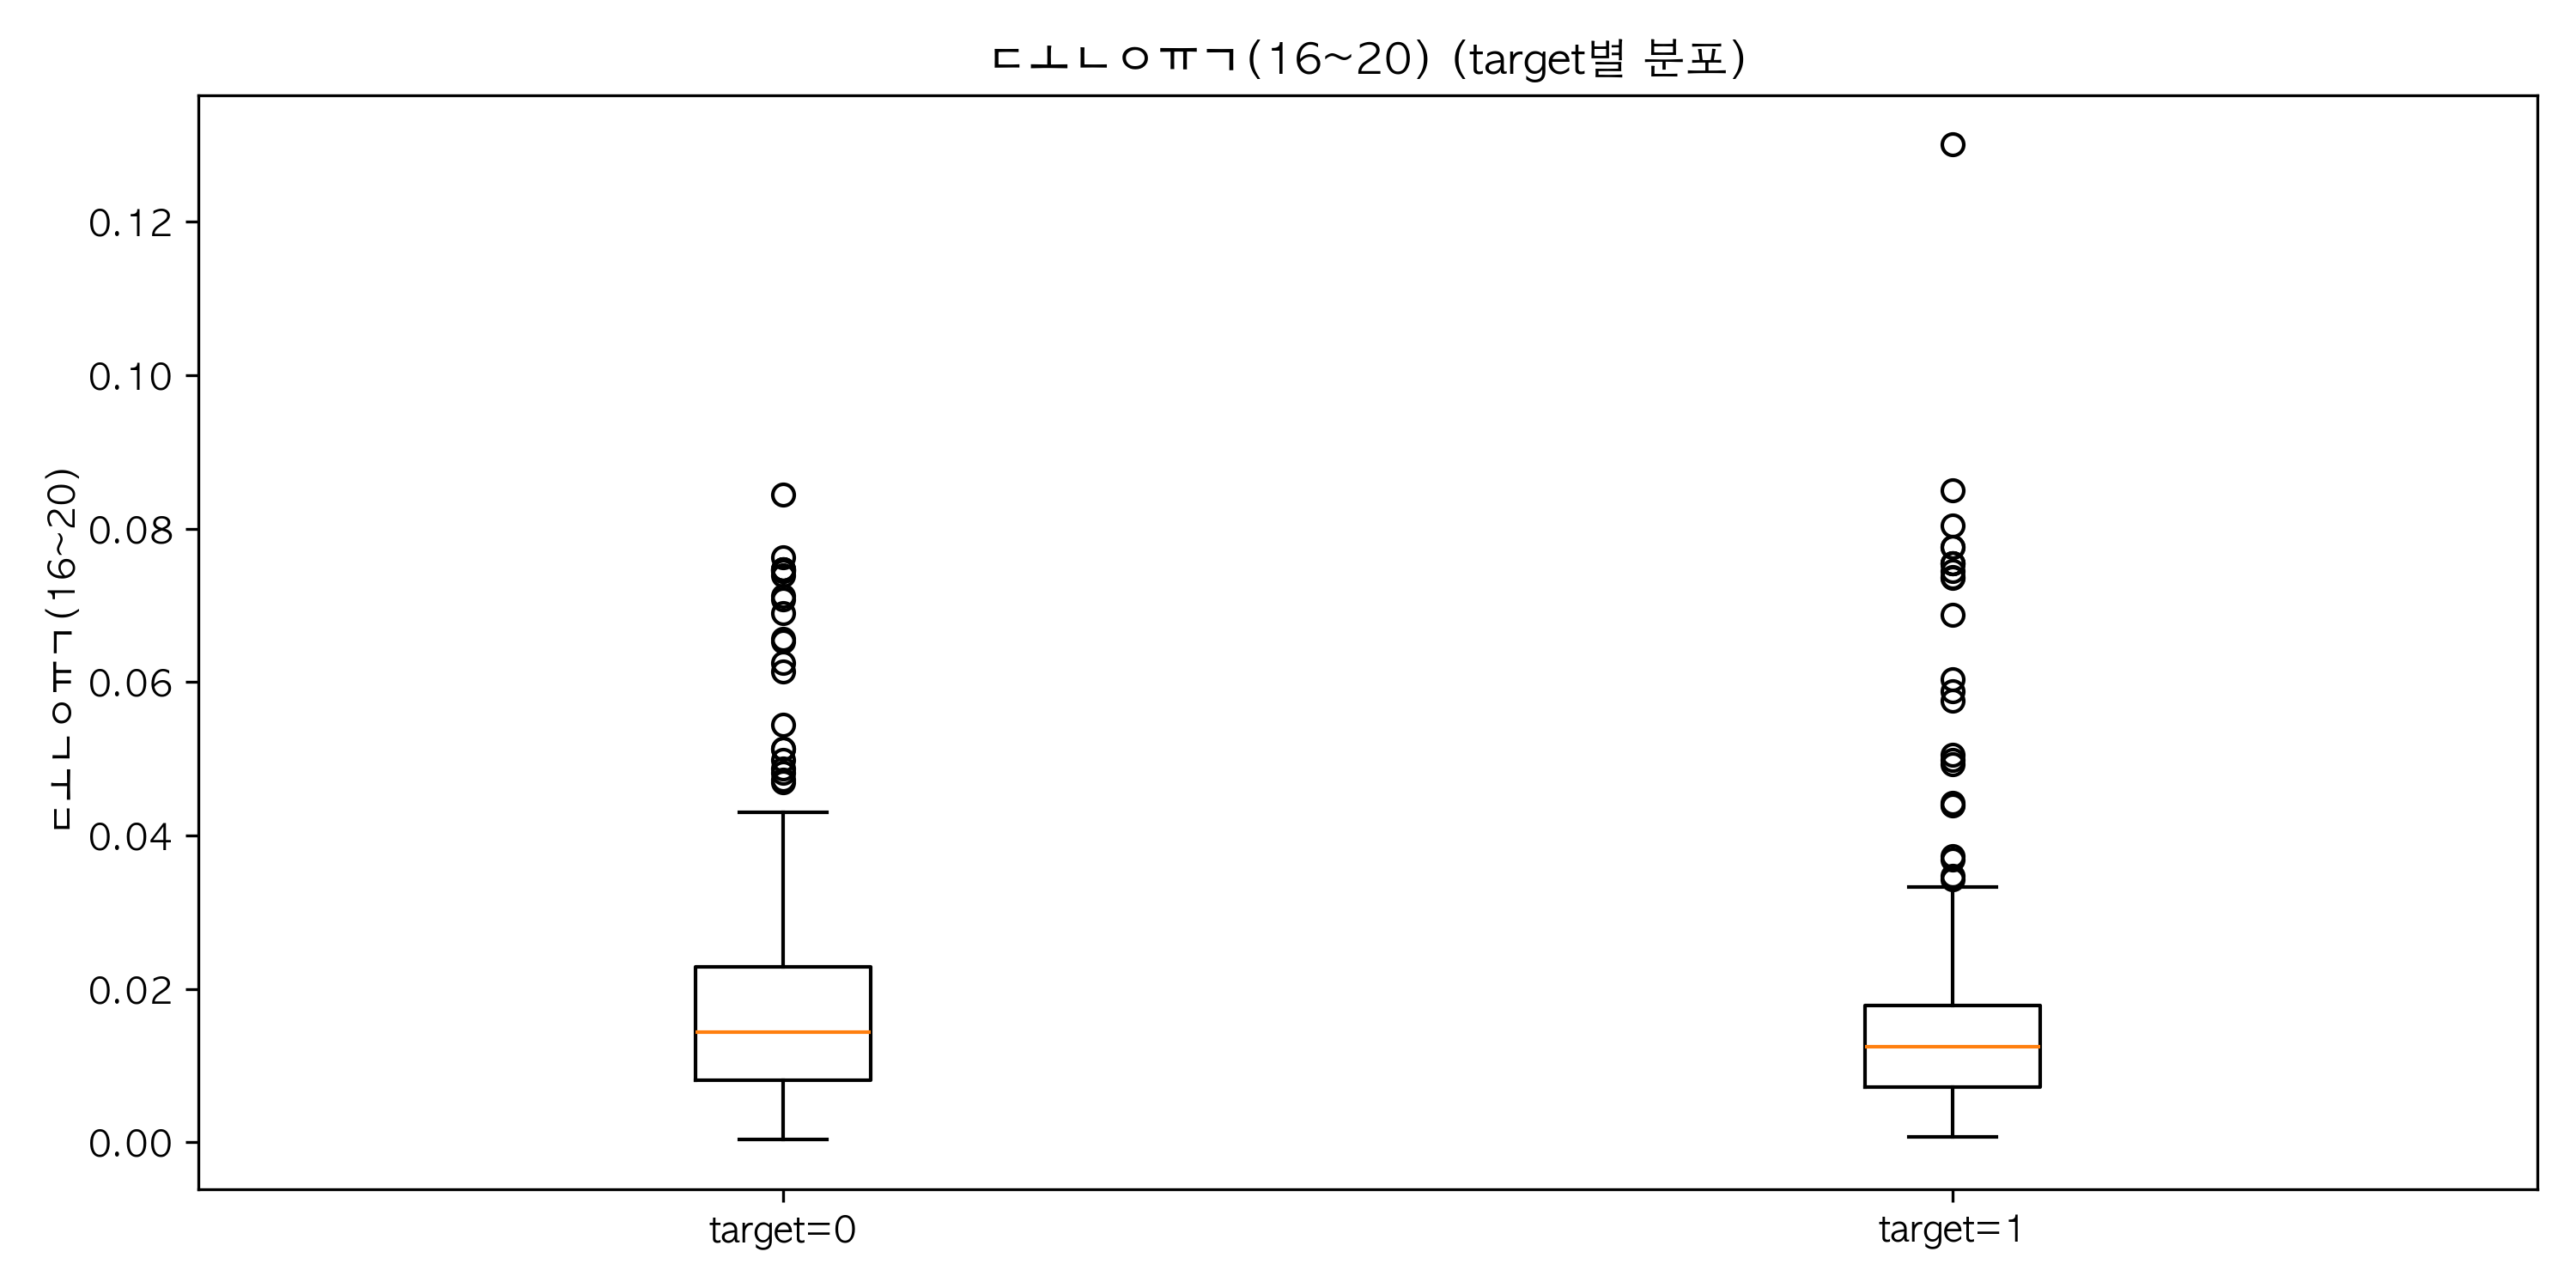 ㄷㅗㄴㅇㅠㄱ(16~20) (target별 분포)
ㄷㅗㄴㅇㅠㄱ(16~20)
0.12
0.10
0.08
0.06
0.04
0.02
0.00
target=0
target=1